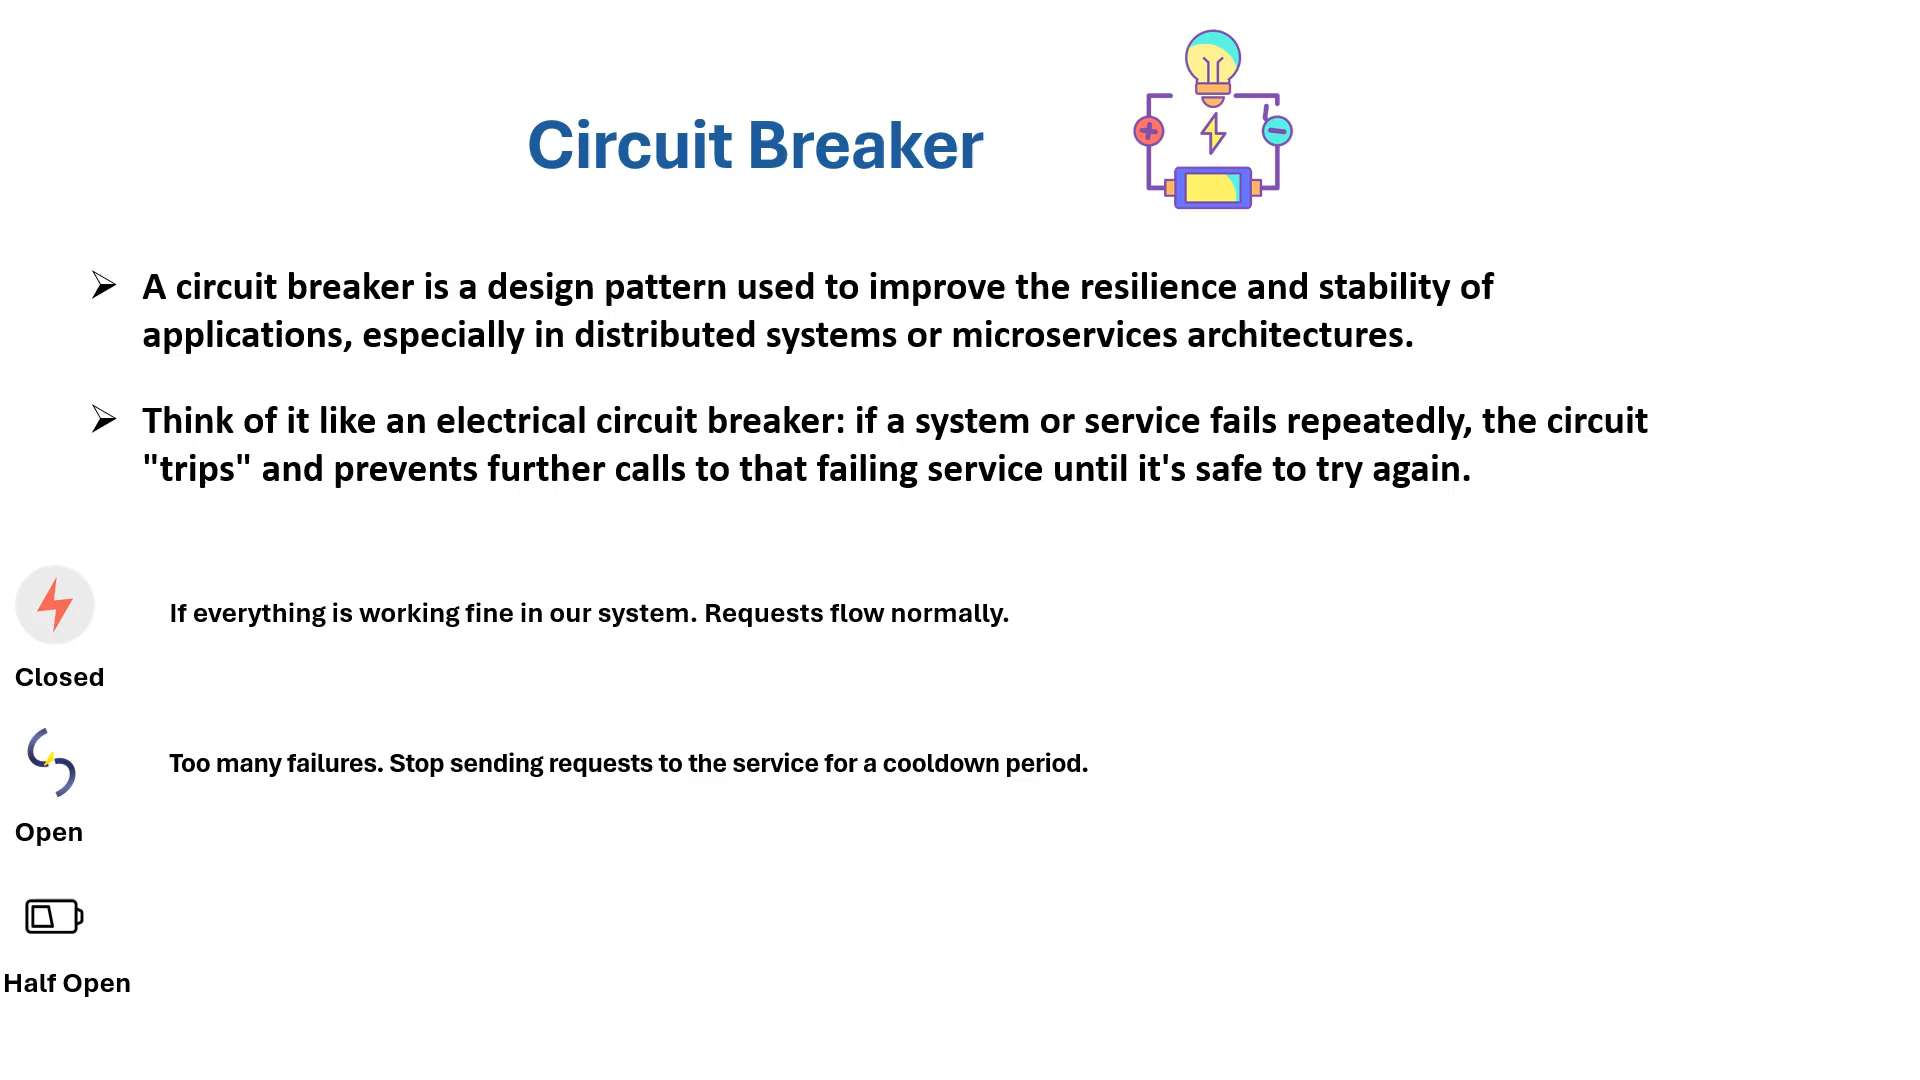 Circuit Breaker
A circuit breaker is a design pattern used to improve the resilience and stability of
applications, especially in distributed systems or microservices architectures.
Think of it like an electrical circuit breaker: if a system or service fails repeatedly, the circuit
"trips" and prevents further calls to that failing service until it's safe to try again.
If everything is working fine in our system. Requests flow normally.
Closed
Too many failures. Stop sending requests to the service for a cooldown period.
Open
Half Open